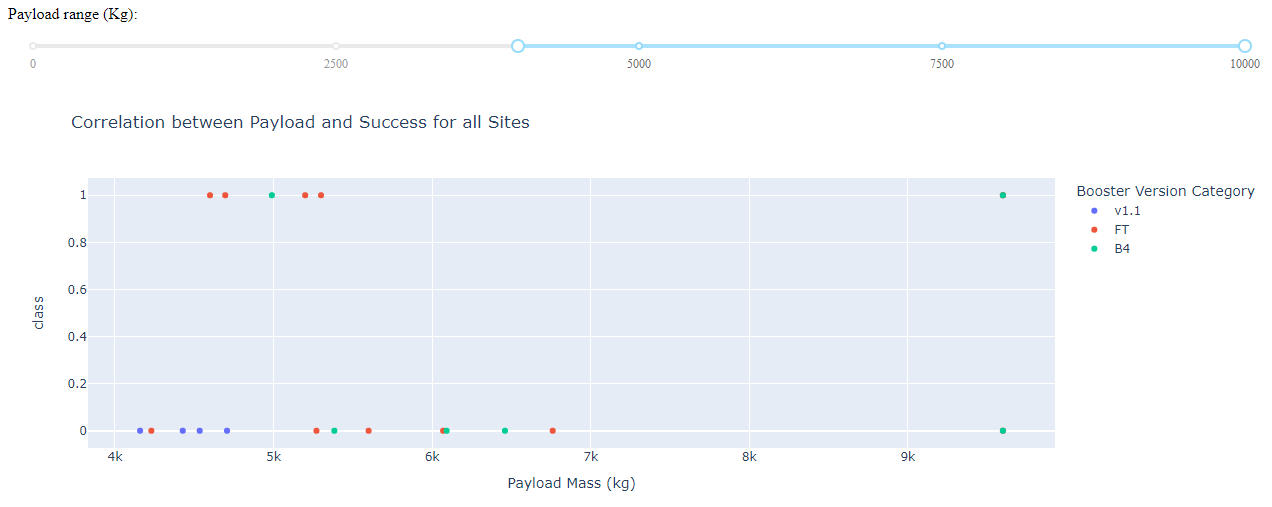 Payload range (Kg):
0 2500 5000 7500 10000
Correlation between Payload and Success for all Sites
Booster Version Category
v1.1
FT
B4
1
0.8
0.6
0.4
0.2
0
class
4k 5k 6k 7k 8k 9k
Payload Mass (kg)